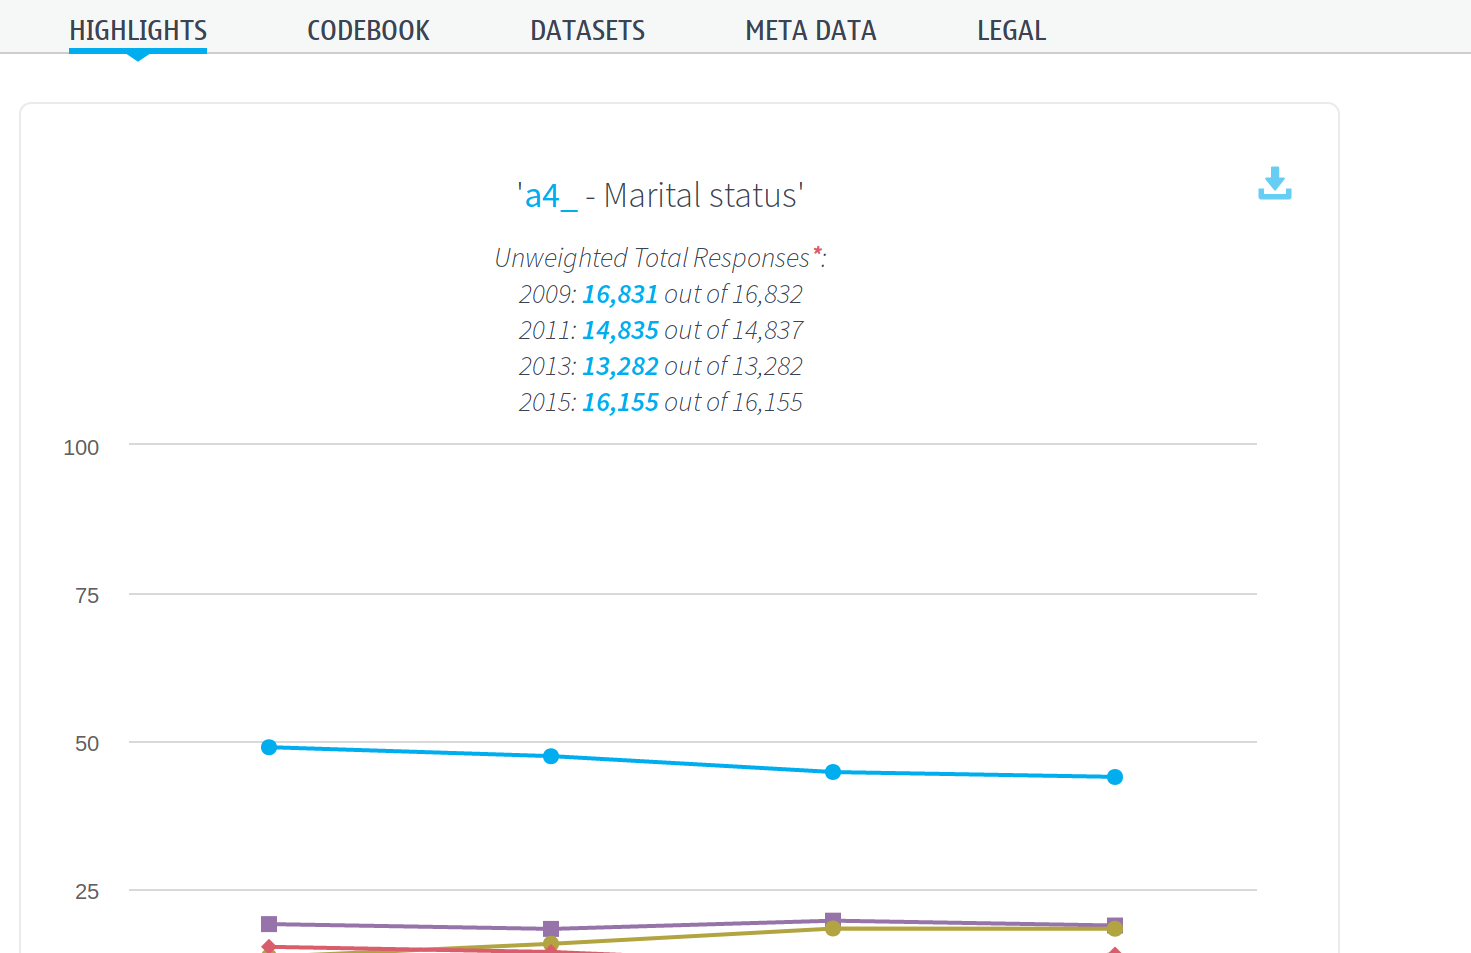 HIGHLIGHTS CODEBOOK DATASETS META DATA LEGAL
'a4_ - Marital status'
Unweighted Total Responses*:
2009: 16,831 out of 16,832
2011: 14,835 out of 14,837
2013: 13,282 out of 13,282
2015: 16,155 out of 16,155
100
75
50
25